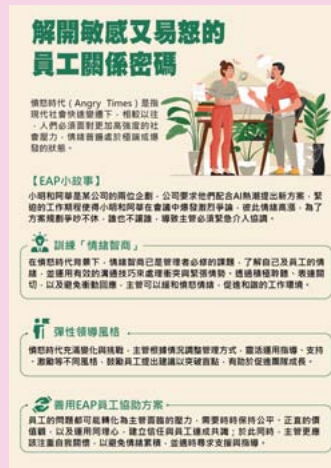 解開敏感又易怒的
員工關係密碼
憤怒時代（Angry Times）是指
現代社會快速變遷下，相較以往
，人們必須面對更加高強度的社
會壓力，情緒普遍處於極端或爆
發的狀態。
【EAP小故事】
小明和阿華是某公司的兩位企劃，公司要求他們配合AI熱潮提出新方案，緊
迫的工作期程使得小明和阿華在會議中爆發激烈爭論，彼此情緒高漲，為了
方案規劃爭吵不休，誰也不讓誰，導致主管必須緊急介入協調。
訓練「情緒智商」
在憤怒時代背景下，情緒智商已是管理者必修的課題，了解自己及員工的情
緒，並運用有效的溝通技巧來處理衝突與緊張情勢。透過積極聆聽、表達關
切，以及避免衝動回應，主管可以緩和憤怒情緒，促進和諧的工作環境。
彈性領導風格
憤怒時代充滿變化與挑戰，主管根據情況調整管理方式，靈活運用指導、支持
、激勵等不同風格，鼓勵員工提出建議以突破盲點，有助於促進團隊成長。
善用EAP員工協助方案
員工的問題都可能轉化為主管面臨的壓力，需要時時保持公平、正直的價
值觀，以及運用同理心，建立信任與員工達成共識；於此同時，主管更應
該注重自我關懷，以避免情緒累積，並適時尋求支援與指導。